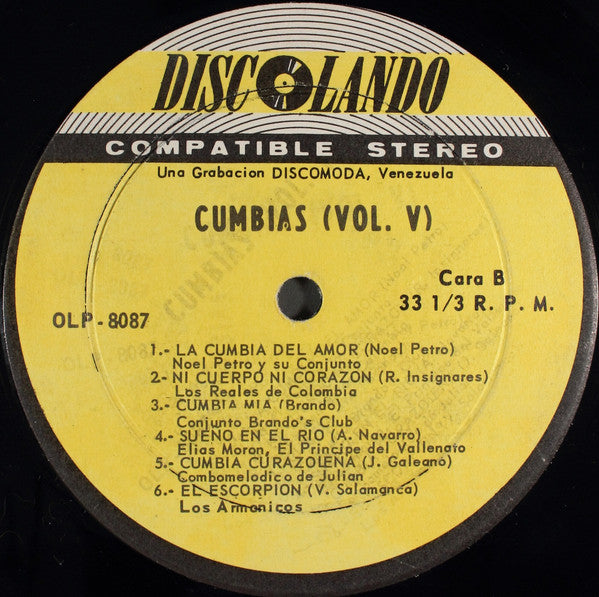 DISCOLANDO
COMPATIBLE STEREO
Una Grabacion DISCOMODA, Venezuela
CUMBIAS (VOL. V)
Cara B
OLP - 8087
33 1/3 R. P. M.
1.- LA CUMBIA DEL AMOR (Noel Petro)
Noel Petro y su Conjunto
2.- NI CUERPO NI CORAZON (R. Insignares)
Los Reales de Colombia
3.- CUMBIA MIA (Brando)
Conjunto Brando's Club
4.- SUENO EN EL RIO (A. Navarro)
Elias Moron, El Principe del Vallenato
5.- CUMBIA CURAZOLENA (J. Galeano)
Combomelodico de Julian
6.- EL ESCORPION (V. Salamanca)
Los Armonicos